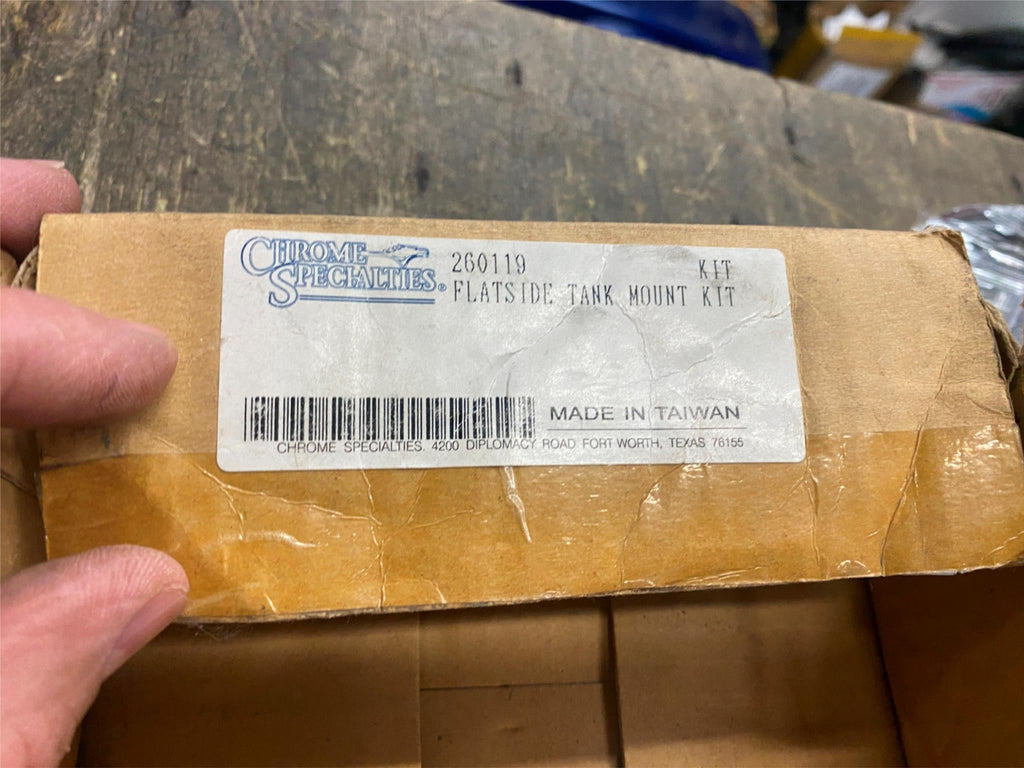 CHROME
SPECIALTIES®
260119 KIT
FLATSIDE TANK MOUNT KIT
MADE IN TAIWAN
CHROME SPECIALTIES. 4200 DIPLOMACY ROAD FORT WORTH, TEXAS 76155